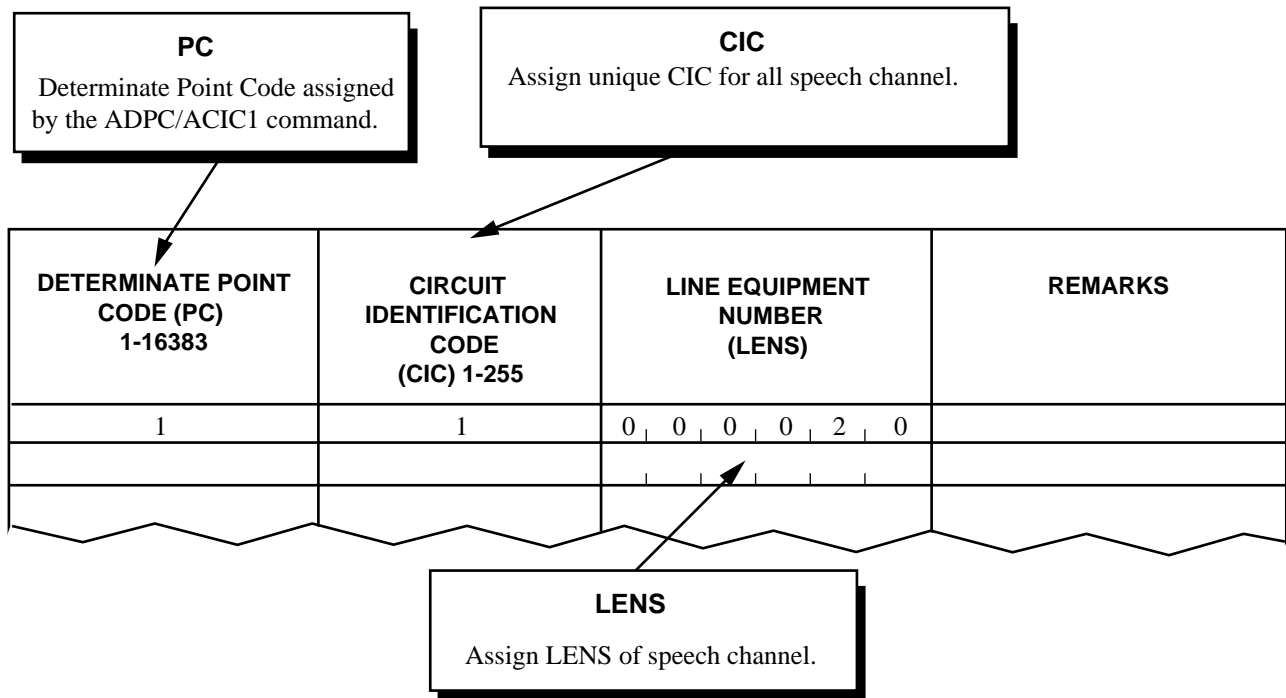 PC
Determinate Point Code assigned
by the ADPC/ACIC1 command.
CIC
Assign unique CIC for all speech channel.
DETERMINATE POINT
CODE (PC)
1-16383
CIRCUIT
IDENTIFICATION
CODE
(CIC) 1-255
LINE EQUIPMENT
NUMBER
(LENS)
REMARKS
1 1 0 0 0 0 2 0
LENS
Assign LENS of speech channel.